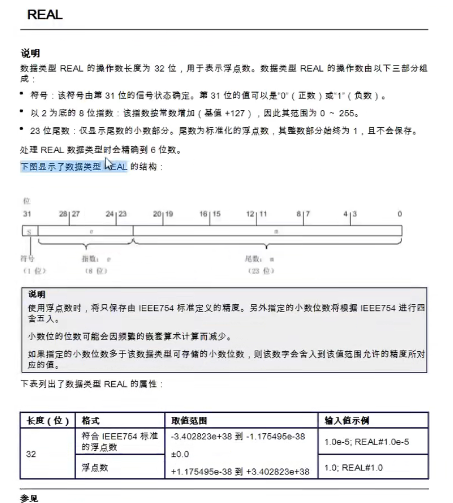 REAL
说明
数据类型 REAL 的操作数长度为 32 位，用于表示浮点数。数据类型 REAL 的操作数由以下三部分组
成：
• 符号：该符号由第 31 位的信号状态确定。第 31 位的值可以是"0"（正数）或"1"（负数）。
• 以 2 为底的 8 位指数：该指数按常数增加（基值 +127），因此其范围为 0 ~ 255。
• 23 位尾数：仅显示尾数的小数部分。尾数为标准化的浮点数，其整数部分始终为 1，且不会保存。
处理 REAL 数据类型时会精确到 6 位数。
下图显示了数据类型 REAL 的结构：
位
31 28|27 24|23 20|19 16|15 12|11 8|7 4|3 0
S e m
符号 指数：e 尾数：m
（1 位） （8 位） （23 位）
说明
使用浮点数时，将只保存由 IEEE754 标准定义的精度。另外指定的小数位数将根据 IEEE754 进行四
舍五入。
小数位的位数可能会因频繁的嵌套算术计算而减少。
如果指定的小数位数多于该数据类型可存储的小数位数，则该数字会舍入到该值范围允许的精度所对
应的值。
下表列出了数据类型 REAL 的属性：
长度（位） 格式 取值范围 输入值示例
32 符合 IEEE754 标准 -3.402823e+38 到 -1.175495e-38 1.0e-5; REAL#1.0e-5
的浮点数 ±0.0
浮点数 +1.175495e-38 到 +3.402823e+38 1.0; REAL#1.0
参见